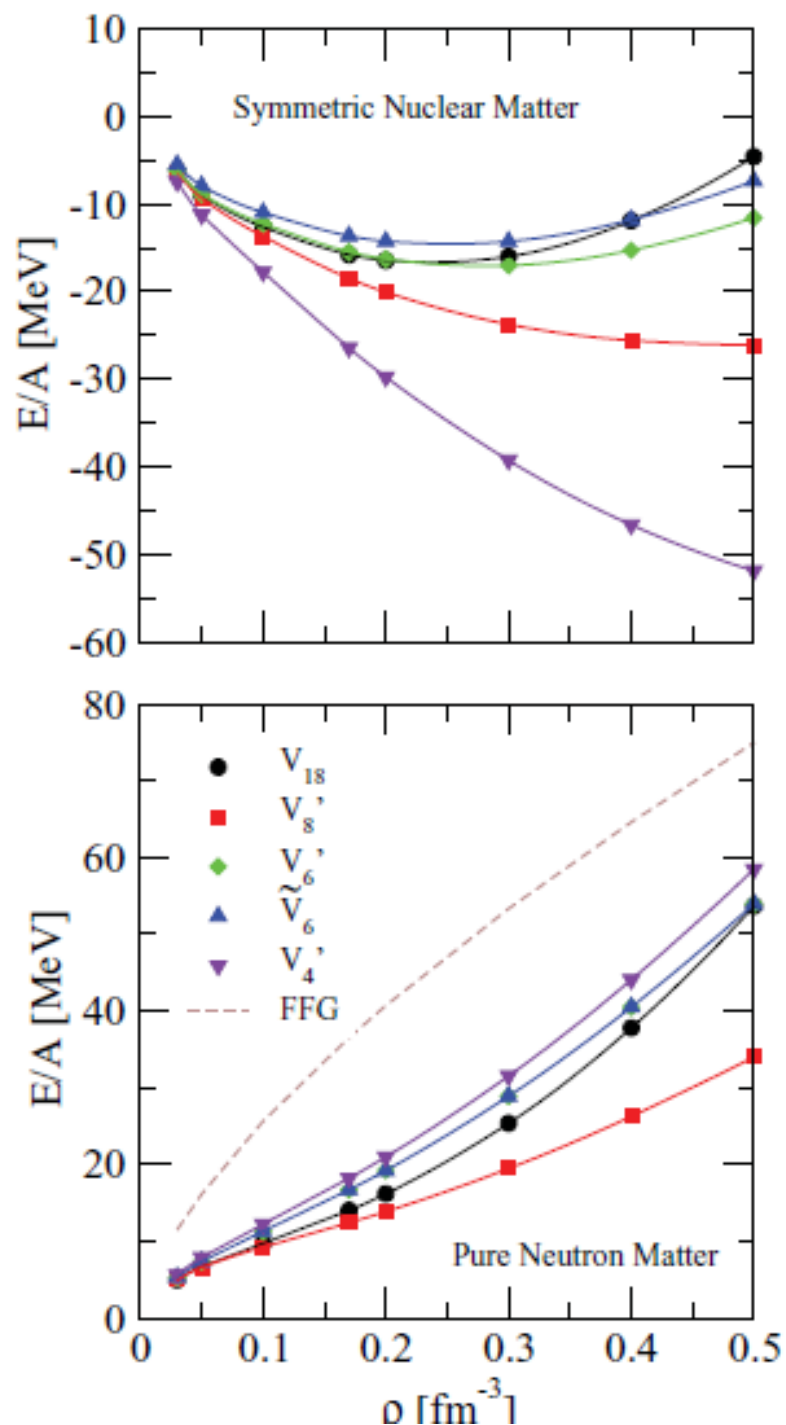 10
0
-10
-20
-30
-40
-50
-60
E/A [MeV]
Symmetric Nuclear Matter
80
60
40
20
0
E/A [MeV]
V₁₈
V₈'
V₆'
Ṽ₆
V₄'
FFG
Pure Neutron Matter
0 0.1 0.2 0.3 0.4 0.5
ρ [fm⁻³]